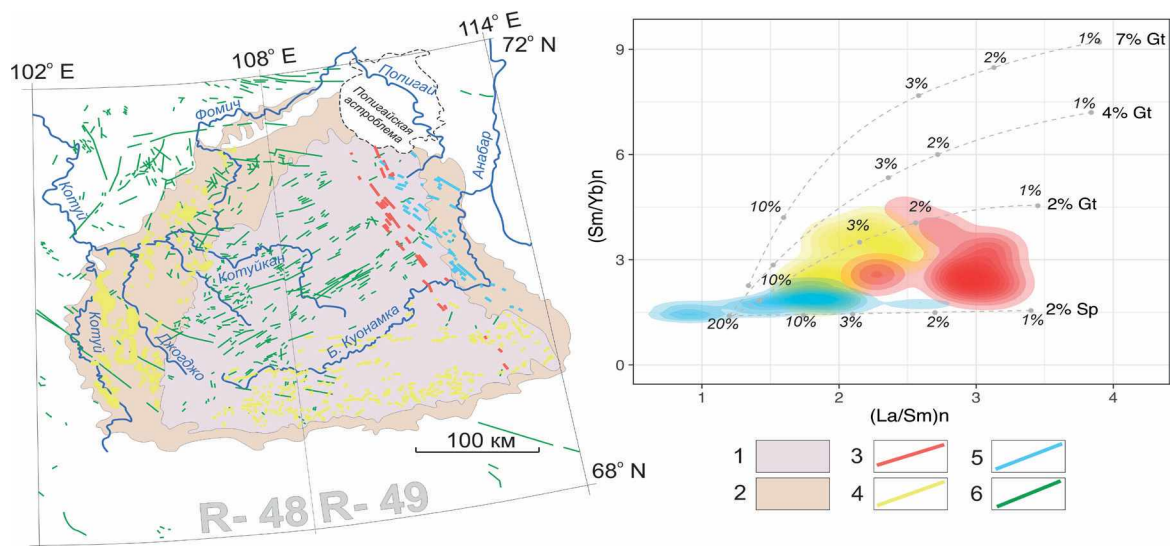 102° E
108° E
114° E
72° N
Фомич
Попигай
Попигайская
астроблема
Анабар
Котуй
Котуйкан
Котуй
Джогджо
Б. Куонамка
100 км
68° N
R- 48
R- 49
(Sm/Yb)n
9
6
3
0
1% 7% Gt
2%
3%
1%
4% Gt
2%
3%
10%
1%
2% Gt
2%
3%
10%
20%
10%
3%
2%
1%
2% Sp
1
2
3
4
(La/Sm)n
1
3
5
2
4
6